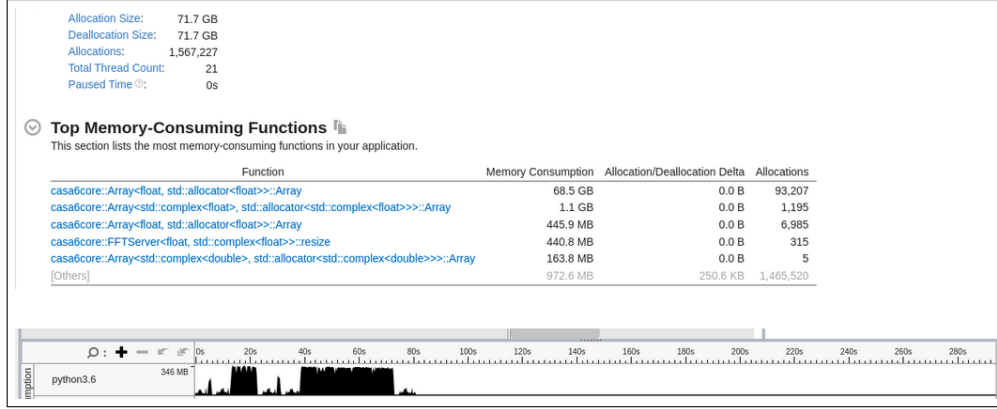 Allocation Size: 71.7 GB
Deallocation Size: 71.7 GB
Allocations: 1,567,227
Total Thread Count: 21
Paused Time ?: 0s
Top Memory-Consuming Functions
This section lists the most memory-consuming functions in your application.
Function Memory Consumption Allocation/Deallocation Delta Allocations
casa6core::Array<float, std::allocator<float>>::Array 68.5 GB 0.0 B 93,207
casa6core::Array<std::complex<float>, std::allocator<std::complex<float>>>::Array 1.1 GB 0.0 B 1,195
casa6core::Array<float, std::allocator<float>>::Array 445.9 MB 0.0 B 6,985
casa6core::FFTServer<float, std::complex<float>>::resize 440.8 MB 0.0 B 315
casa6core::Array<std::complex<double>, std::allocator<std::complex<double>>>::Array 163.8 MB 0.0 B 5
[Others] 972.6 MB 250.6 KB 1,465,520
0s 20s 40s 60s 80s 100s 120s 140s 160s 180s 200s 220s 240s 260s 280s
python3.6 346 MB